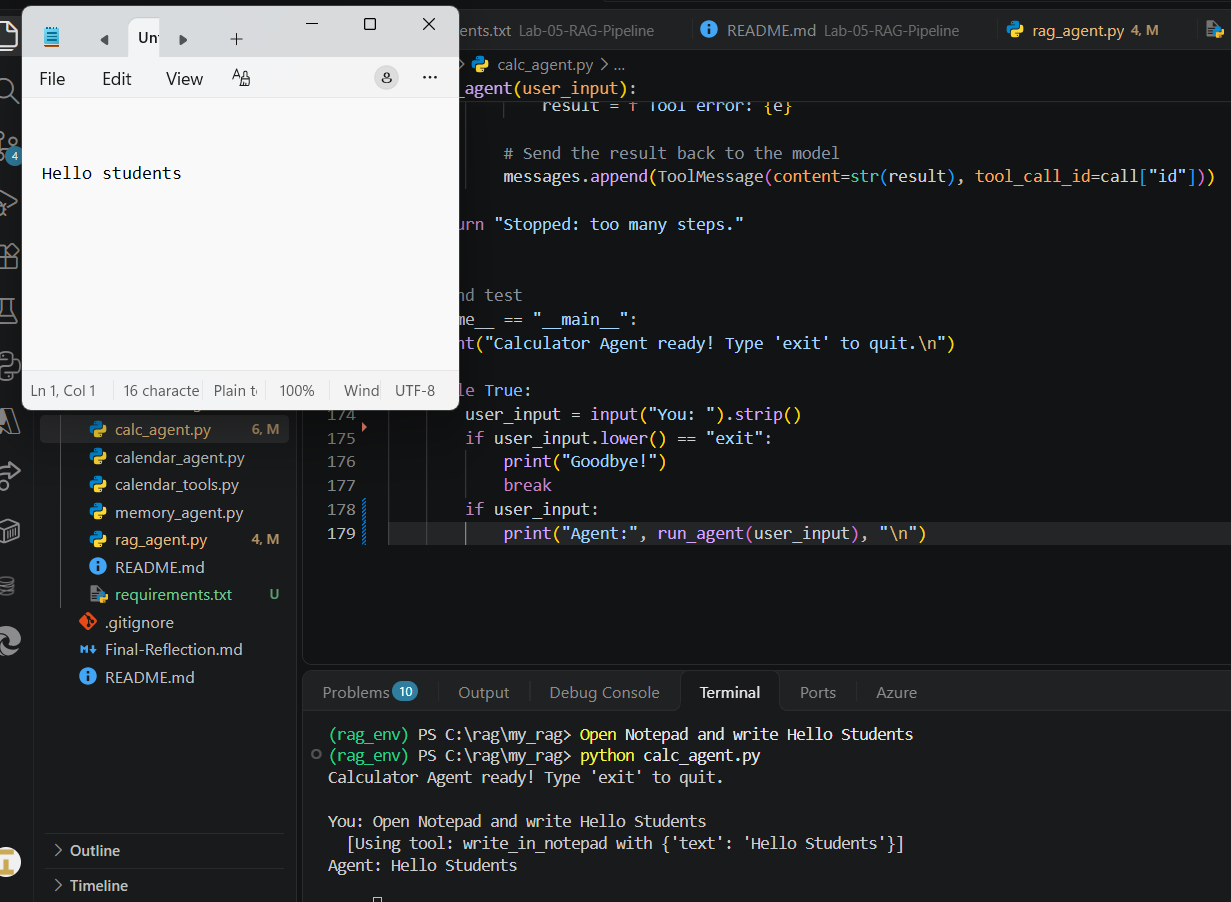 Un
File Edit View
Hello students
Ln 1, Col 1 16 characte Plain t 100% Wind UTF-8
ents.txt Lab-05-RAG-Pipeline README.md Lab-05-RAG-Pipeline rag_agent.py 4, M
calc_agent.py > ...
_agent(user_input):
result = f"Tool error: {e}
# Send the result back to the model
messages.append(ToolMessage(content=str(result), tool_call_id=call["id"]))
urn "Stopped: too many steps."
nd test
me__ == "__main__":
nt("Calculator Agent ready! Type 'exit' to quit.\n")
le True:
174 user_input = input("You: ").strip()
175 if user_input.lower() == "exit":
176 print("Goodbye!")
177 break
178 if user_input:
179 print("Agent:", run_agent(user_input), "\n")
4
calc_agent.py 6, M
calendar_agent.py
calendar_tools.py
memory_agent.py
rag_agent.py 4, M
README.md
requirements.txt U
.gitignore
Final-Reflection.md
README.md
Outline
Timeline
Problems 10 Output Debug Console Terminal Ports Azure
(rag_env) PS C:\rag\my_rag> Open Notepad and write Hello Students
(rag_env) PS C:\rag\my_rag> python calc_agent.py
Calculator Agent ready! Type 'exit' to quit.
You: Open Notepad and write Hello Students
[Using tool: write_in_notepad with {'text': 'Hello Students'}]
Agent: Hello Students